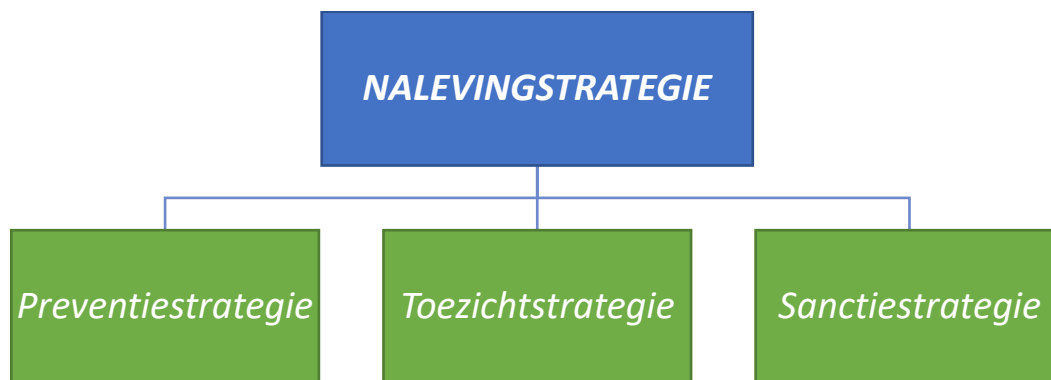 NALEVINGSTRATEGIE
Preventiestrategie
Toezichtstrategie
Sanctiestrategie